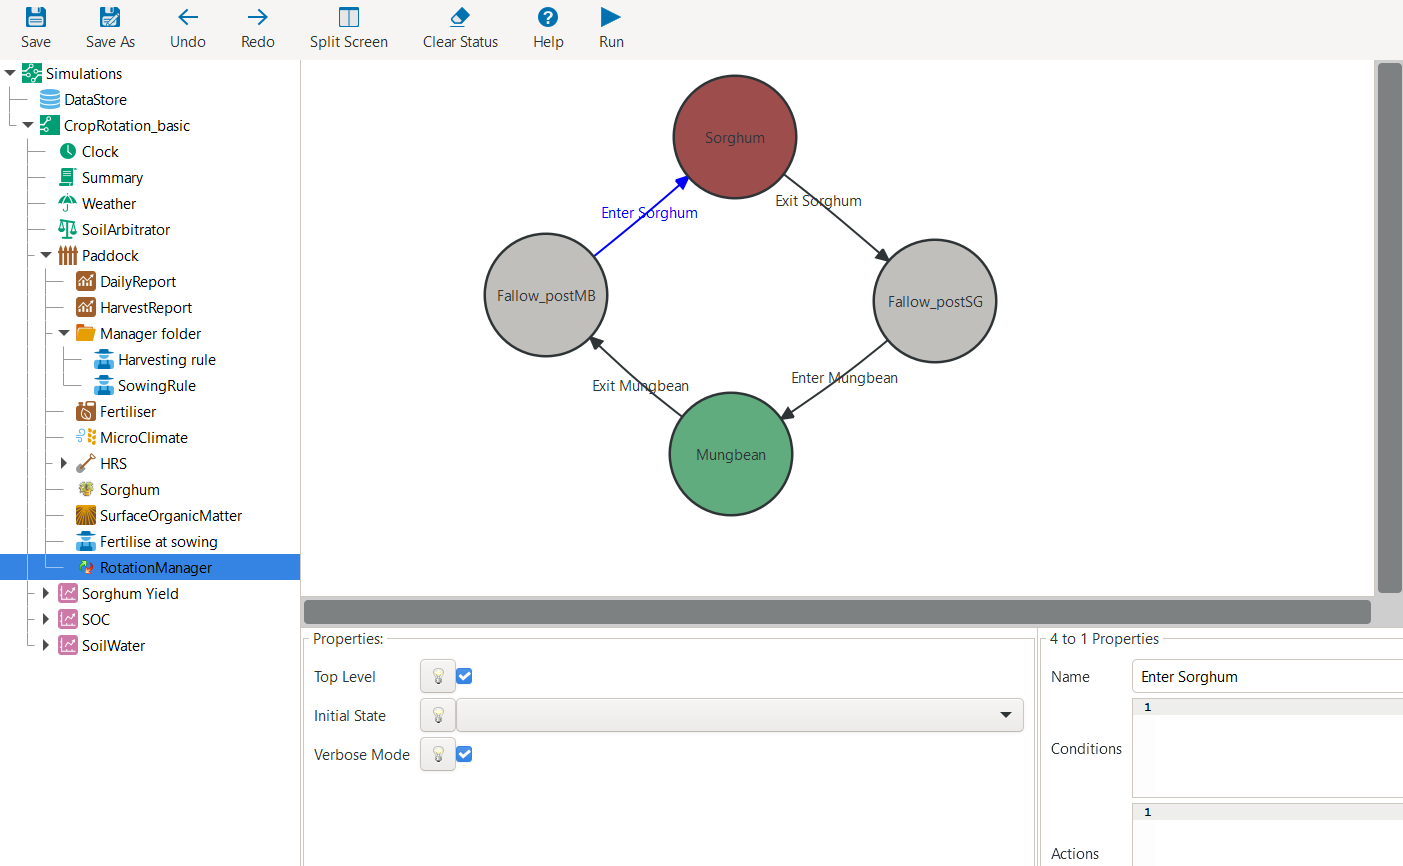 Save
Save As
Undo
Redo
Split Screen
Clear Status
Help
Run
Simulations
DataStore
CropRotation_basic
Clock
Summary
Weather
SoilArbitrator
Paddock
DailyReport
HarvestReport
Manager folder
Harvesting rule
SowingRule
Fertiliser
MicroClimate
HRS
Sorghum
SurfaceOrganicMatter
Fertilise at sowing
RotationManager
Sorghum Yield
SOC
SoilWater
Sorghum
Enter Sorghum
Exit Sorghum
Fallow_postMB
Fallow_postSG
Exit Mungbean
Enter Mungbean
Mungbean
Properties:
Top Level
Initial State
Verbose Mode
4 to 1 Properties
Name
Enter Sorghum
1
Conditions
1
Actions